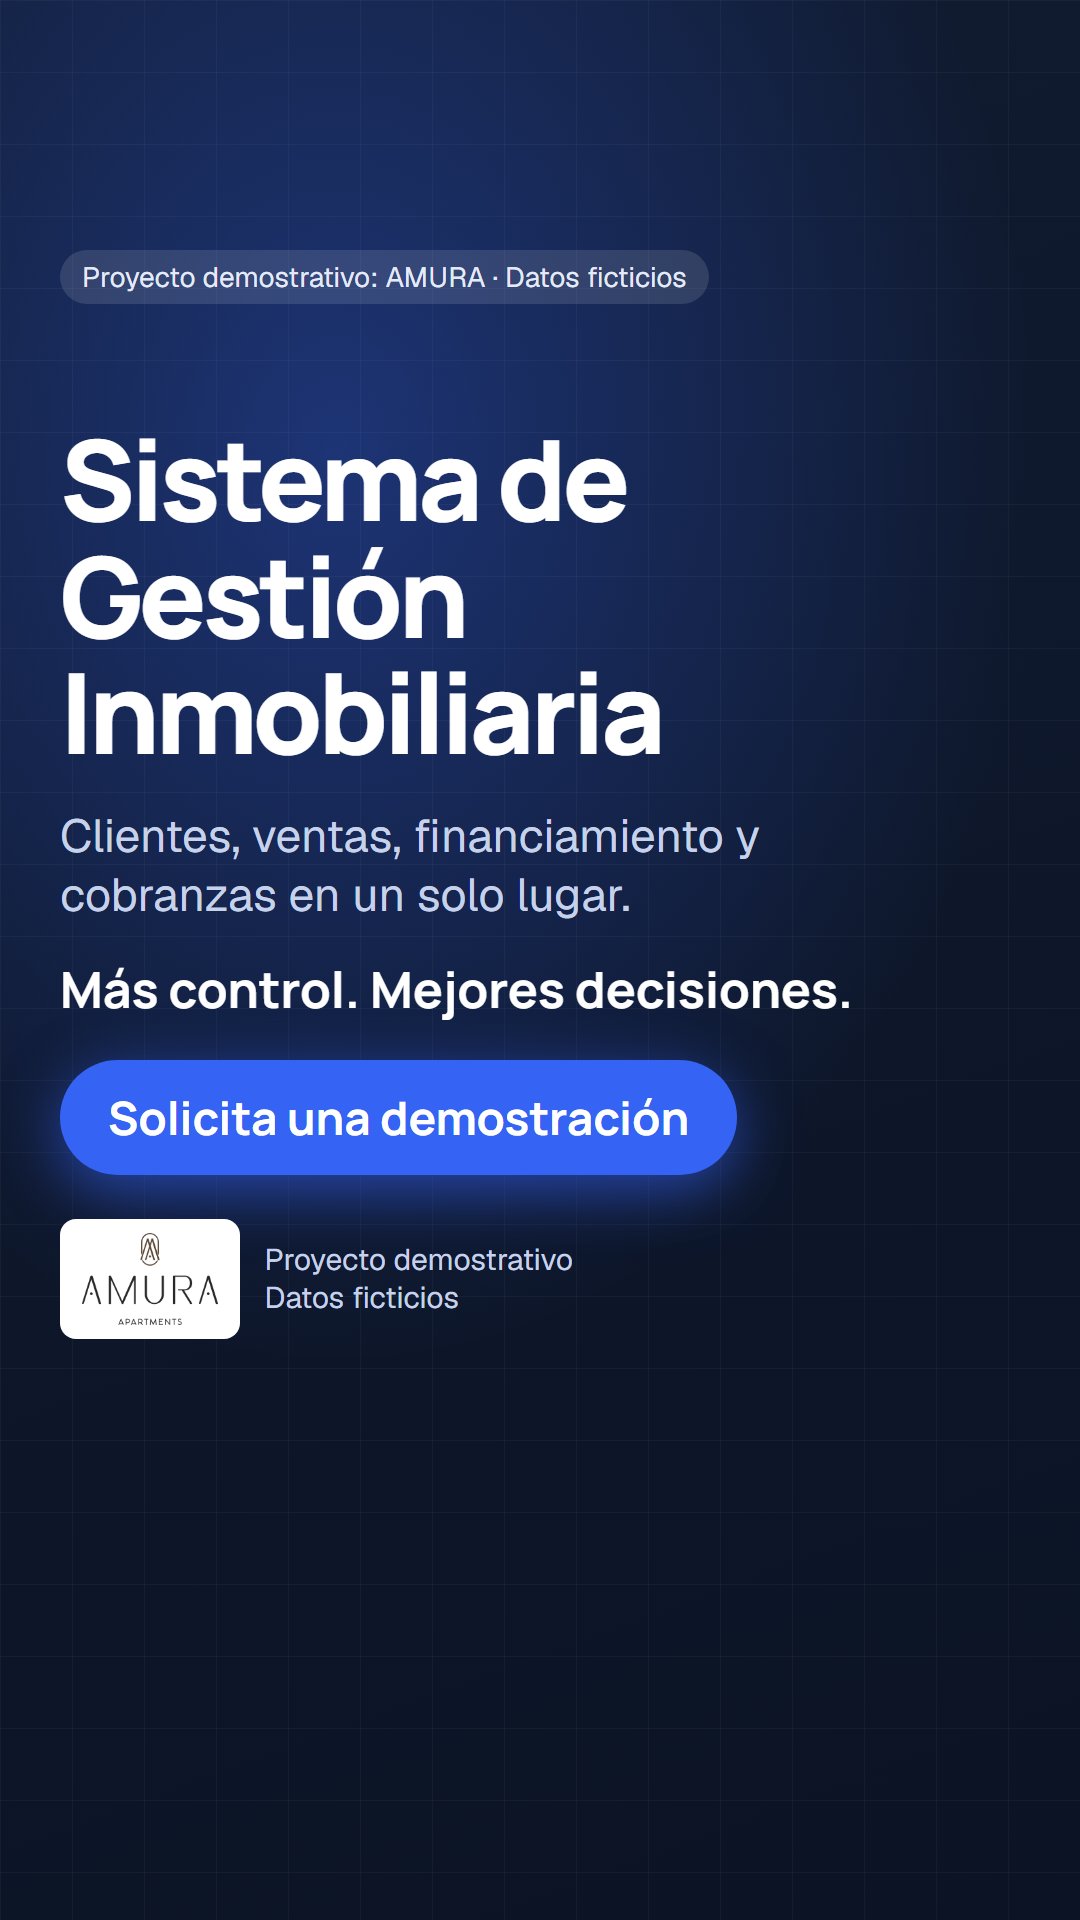 Proyecto demostrativo: AMURA · Datos ficticios
Sistema de
Gestión
Inmobiliaria
Clientes, ventas, financiamiento y
cobranzas en un solo lugar.
Más control. Mejores decisiones.
Solicita una demostración
AMURA
APARTMENTS
Proyecto demostrativo
Datos ficticios